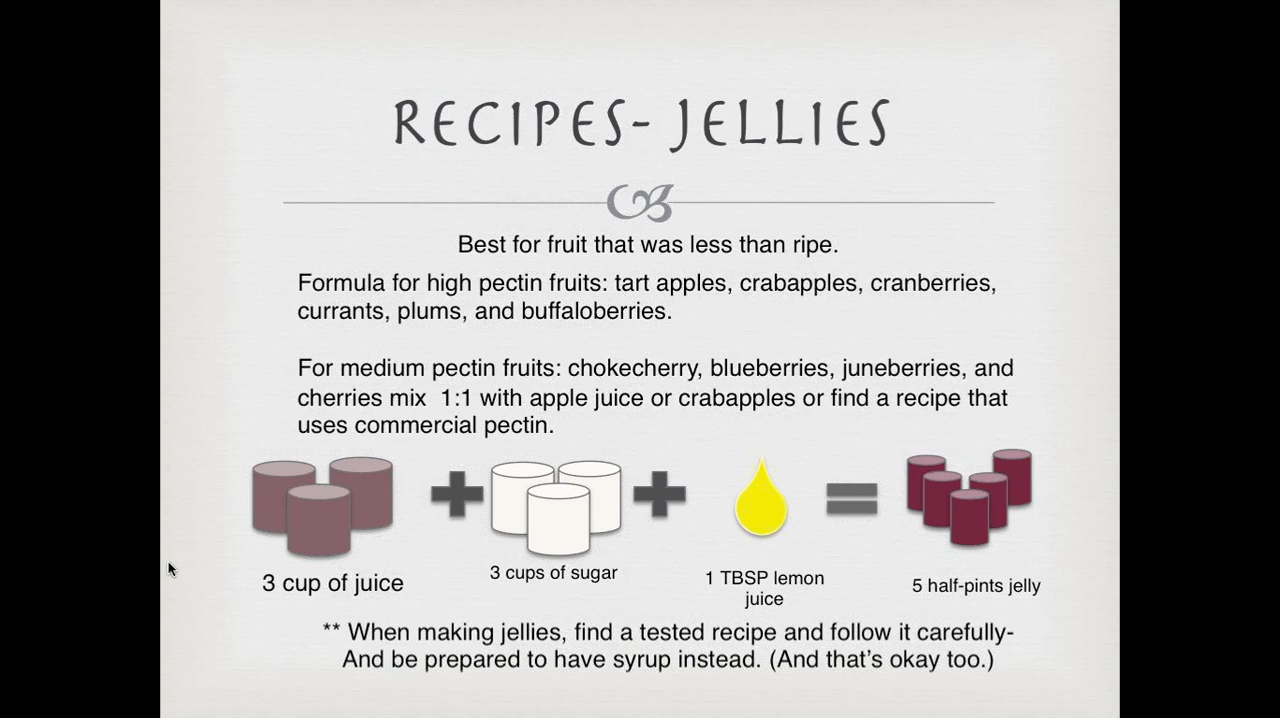 RECIPES- JELLIES
Best for fruit that was less than ripe.
Formula for high pectin fruits: tart apples, crabapples, cranberries,
currants, plums, and buffaloberries.
For medium pectin fruits: chokecherry, blueberries, juneberries, and
cherries mix  1:1 with apple juice or crabapples or find a recipe that
uses commercial pectin.
3 cup of juice
3 cups of sugar
1 TBSP lemon
juice
5 half-pints jelly
** When making jellies, find a tested recipe and follow it carefully-
And be prepared to have syrup instead. (And that’s okay too.)